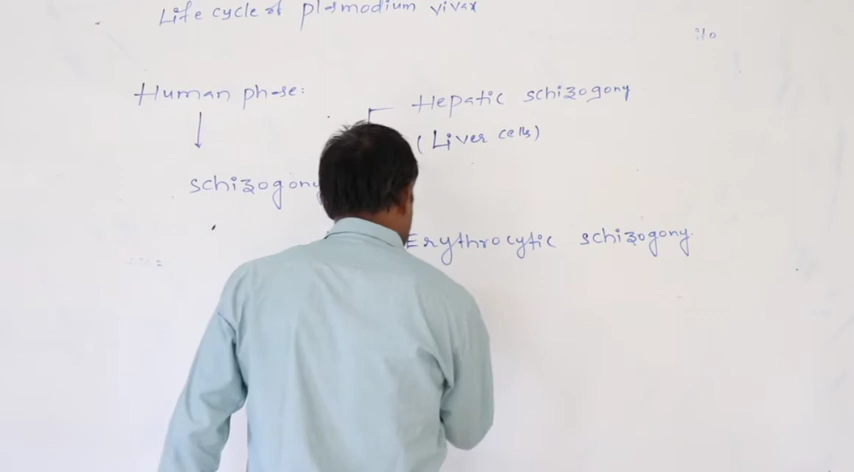 Life cycle of plasmodium vivax
Human phase:
Hepatic schizogony
(Liver cells)
schizogony
Erythrocytic schizogony